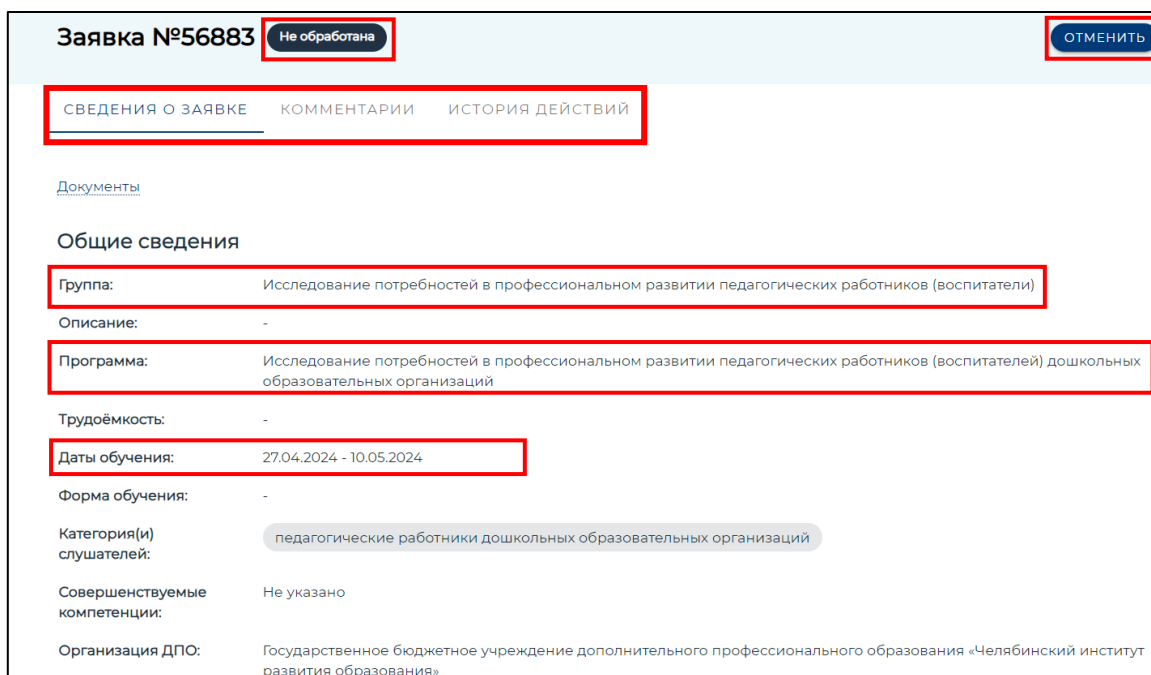 Заявка №56883 Не обработана ОТМЕНИТЬ
СВЕДЕНИЯ О ЗАЯВКЕ КОММЕНТАРИИ ИСТОРИЯ ДЕЙСТВИЙ
Документы
Общие сведения
Группа: Исследование потребностей в профессиональном развитии педагогических работников (воспитатели)
Описание: -
Программа: Исследование потребностей в профессиональном развитии педагогических работников (воспитателей) дошкольных
образовательных организаций
Трудоёмкость: -
Даты обучения: 27.04.2024 - 10.05.2024
Форма обучения: -
Категория(и)
слушателей:
педагогические работники дошкольных образовательных организаций
Совершенствуемые
компетенции:
Не указано
Организация ДПО: Государственное бюджетное учреждение дополнительного профессионального образования «Челябинский институт
развития образования»